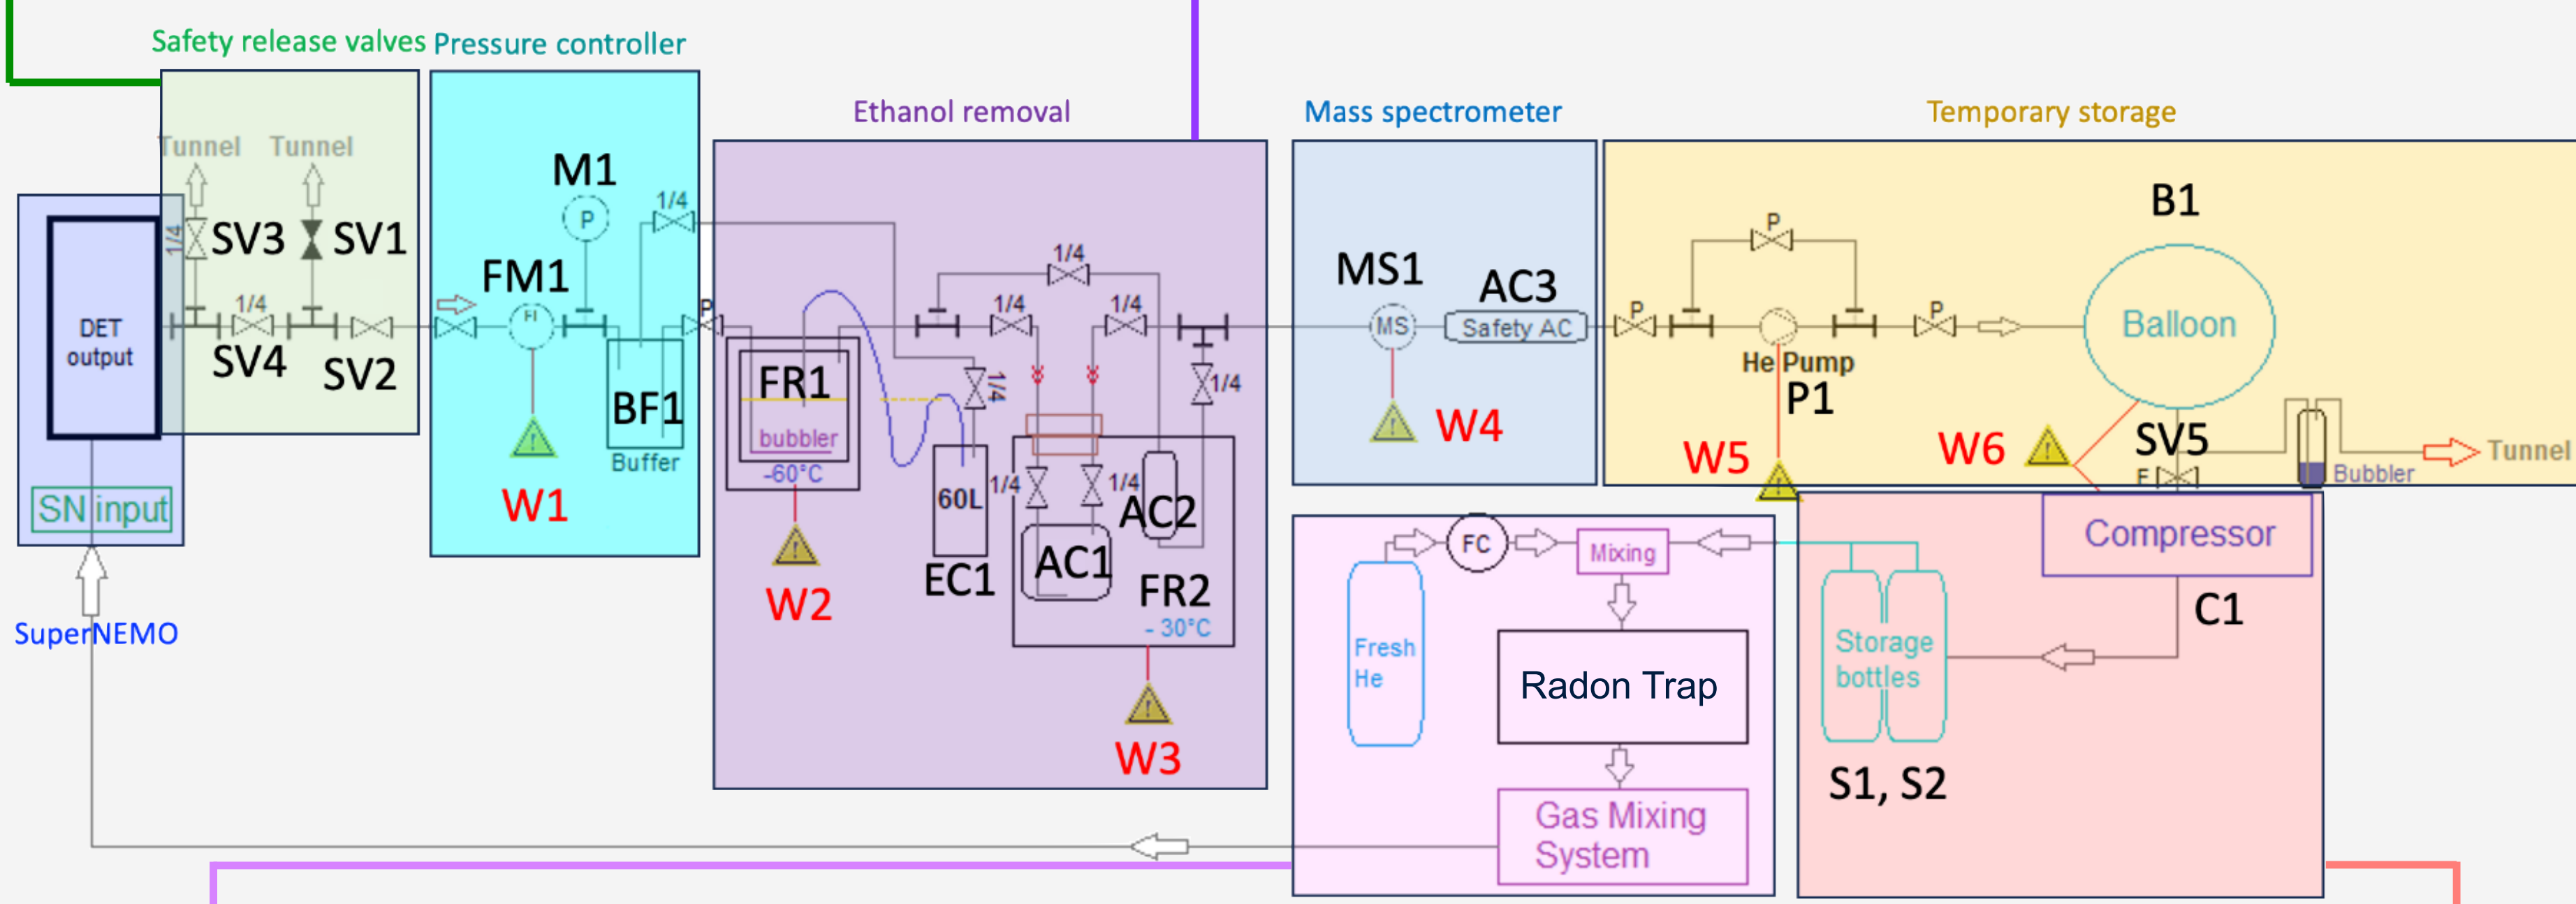 Safety release valves
Pressure controller
Ethanol removal
Mass spectrometer
Temporary storage
Tunnel
Tunnel
1/4
SV3
SV1
1/4
SV4
SV2
DET
output
SN input
SuperNEMO
M1
P
1/4
FM1
FI
BF1
Buffer
W1
P
FR1
bubbler
-60°C
W2
1/4
1/4
1/4
1/4
1/4
60L
EC1
1/4
1/4
AC1
AC2
FR2
- 30°C
W3
MS1
MS
AC3
Safety AC
W4
P
P
P
He Pump
P1
W5
B1
Balloon
W6
SV5
F
Bubbler
Tunnel
Compressor
C1
Storage
bottles
S1, S2
FC
Mixing
Fresh
He
Radon Trap
Gas Mixing
System